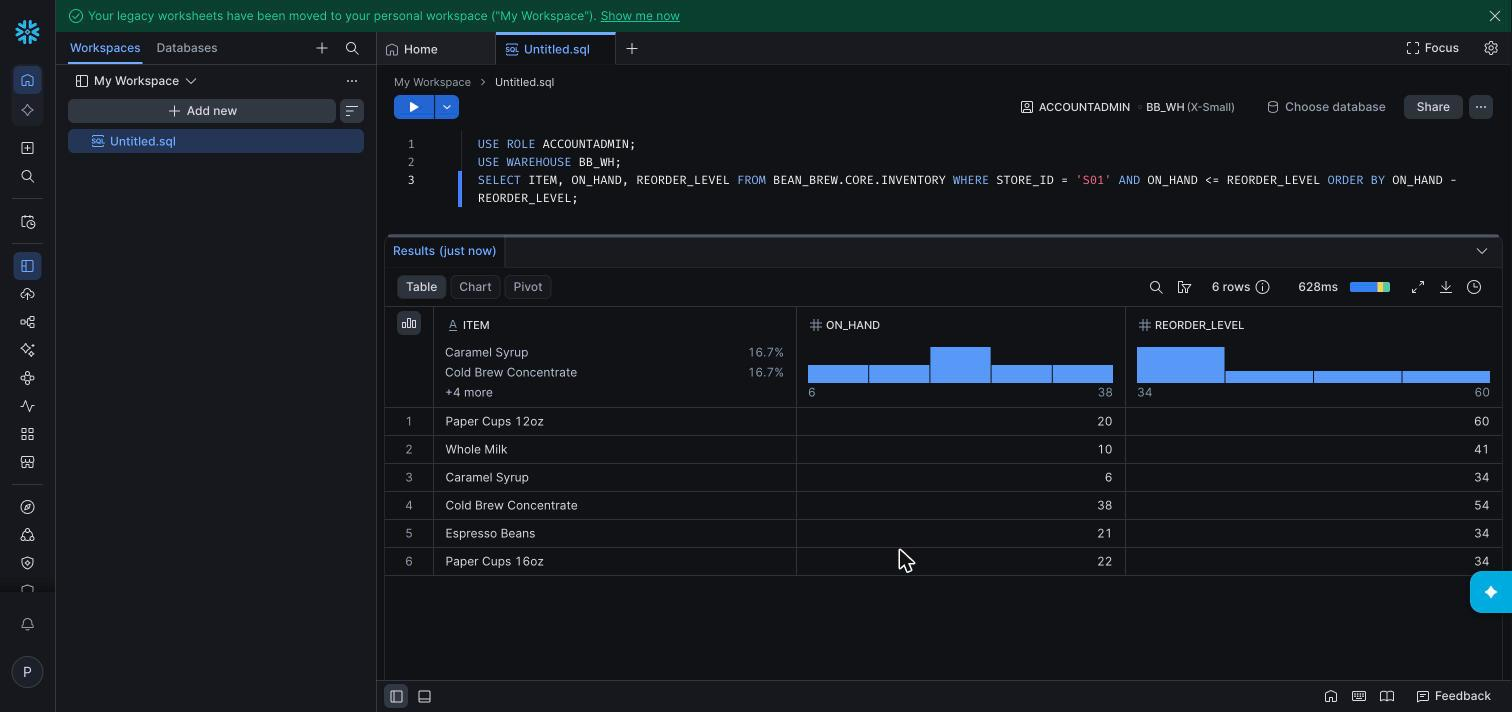 Your legacy worksheets have been moved to your personal workspace ("My Workspace"). Show me now
Workspaces Databases
Home
Untitled.sql
Focus
My Workspace
Add new
Untitled.sql
My Workspace > Untitled.sql
ACCOUNTADMIN BB_WH (X-Small)
Choose database
Share
1 USE ROLE ACCOUNTADMIN;
2 USE WAREHOUSE BB_WH;
3 SELECT ITEM, ON_HAND, REORDER_LEVEL FROM BEAN_BREW.CORE.INVENTORY WHERE STORE_ID = 'S01' AND ON_HAND <= REORDER_LEVEL ORDER BY ON_HAND -
REORDER_LEVEL;
Results (just now)
Table Chart Pivot
6 rows
628ms
A ITEM # ON_HAND # REORDER_LEVEL
Caramel Syrup 16.7%
Cold Brew Concentrate 16.7%
+4 more 6 38 34 60
1 Paper Cups 12oz 20 60
2 Whole Milk 10 41
3 Caramel Syrup 6 34
4 Cold Brew Concentrate 38 54
5 Espresso Beans 21 34
6 Paper Cups 16oz 22 34
P
Feedback